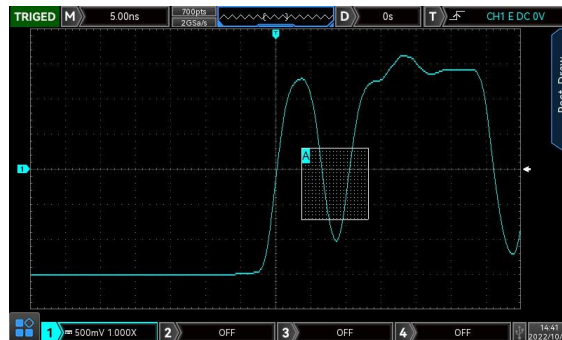 TRIGED M 5.00ns 700pts 2GSa/s D 0s T CH1 E DC 0V
T
A
1
1 500mV 1.000X 2 OFF 3 OFF 4 OFF 14:41